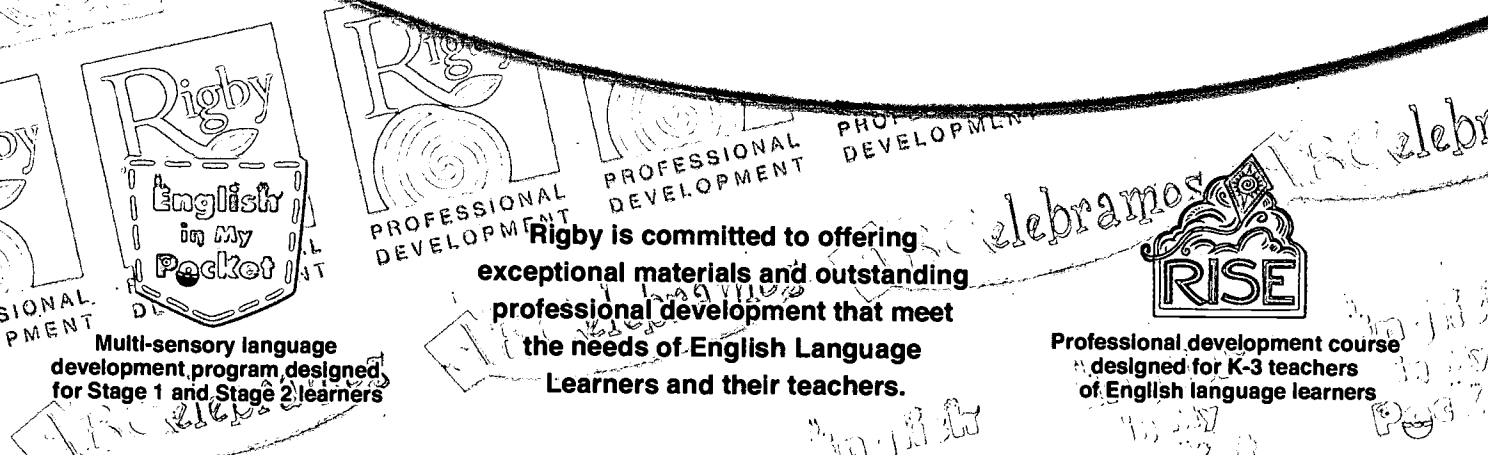 Rigby
Rigby
PROFESSIONAL
DEVELOPMENT
PROFESSIONAL
DEVELOPMENT
PROFESSIONAL
DEVELOPMENT
Celebramos
English
in My
Pocket
Multi-sensory language
development program designed
for Stage 1 and Stage 2 learners
Rigby is committed to offering
exceptional materials and outstanding
professional development that meet
the needs of English Language
Learners and their teachers.
RISE
Professional development course
designed for K-3 teachers
of English language learners